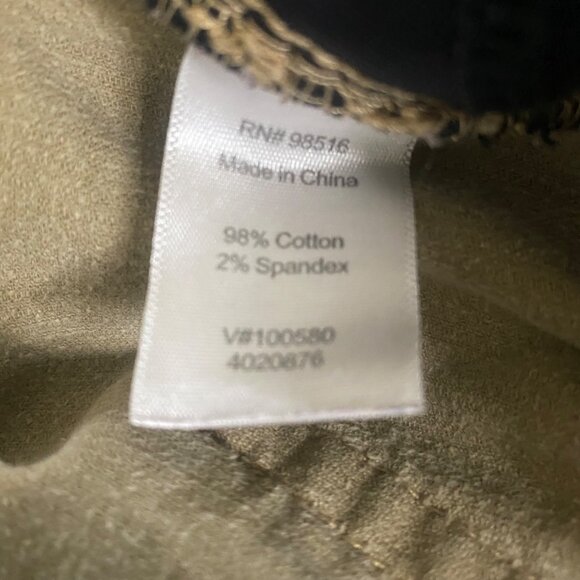 RN# 98516
Made in China
98% Cotton
2% Spandex
V#100580
4020876